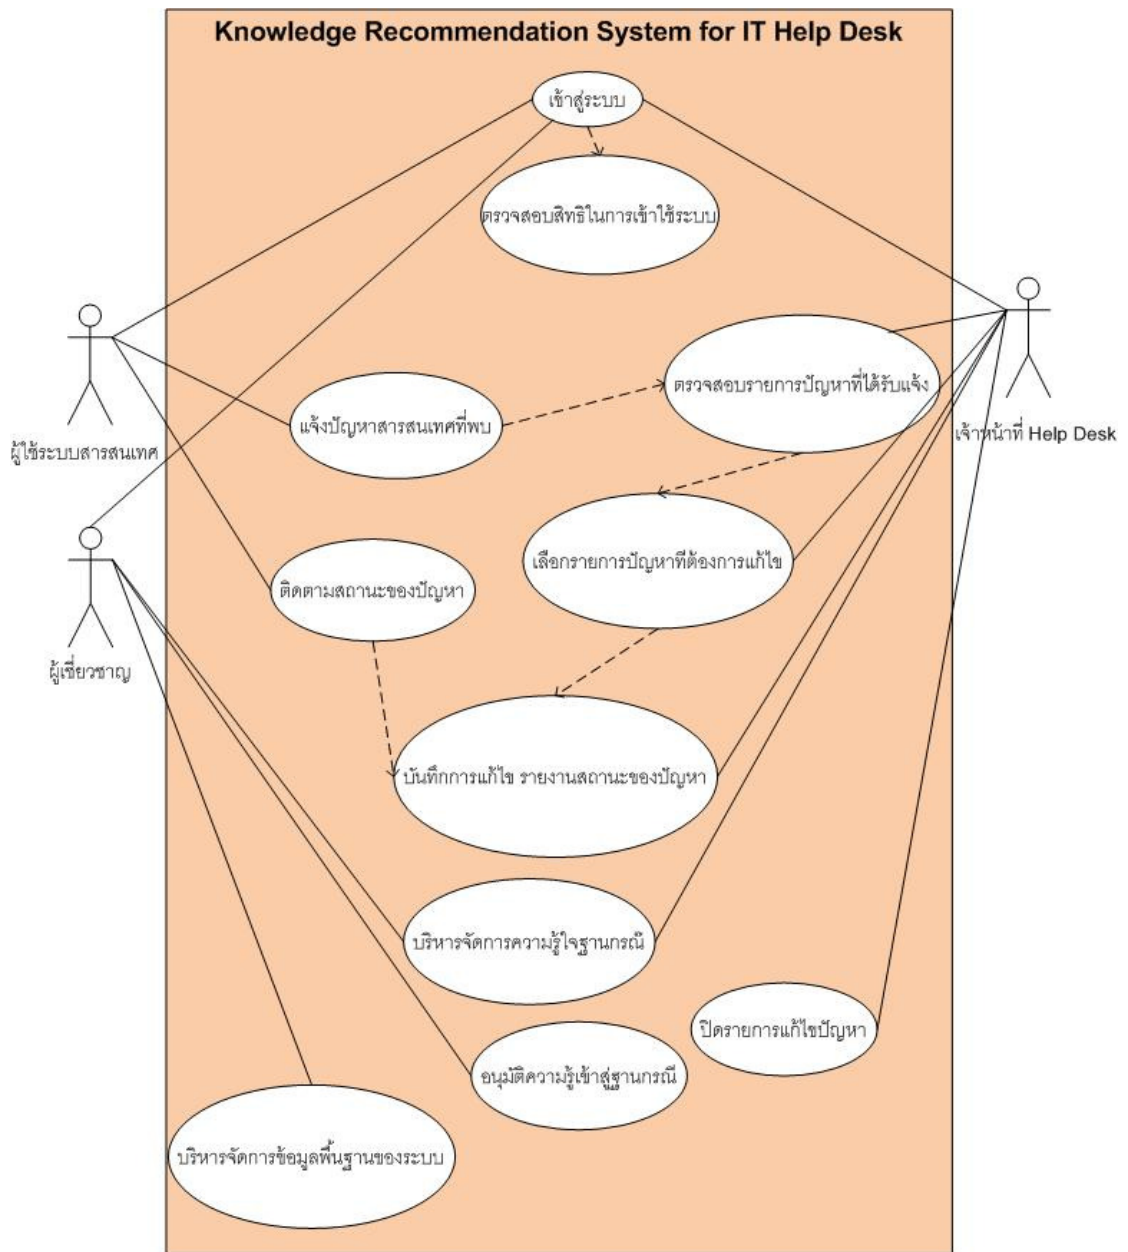 Knowledge Recommendation System for IT Help Desk
เข้าสู่ระบบ
ตรวจสอบสิทธิในการเข้าใช้ระบบ
ตรวจสอบรายการปัญหาที่ได้รับแจ้ง
แจ้งปัญหาสารสนเทศที่พบ
เจ้าหน้าที่ Help Desk
ผู้ใช้ระบบสารสนเทศ
เลือกรายการปัญหาทีต้องการแก้ไข
ติดตามสถานะของปัญหา
ผู้เชี่ยวชาญ
บันทึกการแก้ไข รายงานสถานะของปัญหา
บริหารจัดการความรู้ใจฐานกรณี
ปิดรายการแก้ไขปัญหา
อนุมัติความรู้เข้าสู่ฐานกรณี
บริหารจัดการข้อมูลพื้นฐานของระบบ